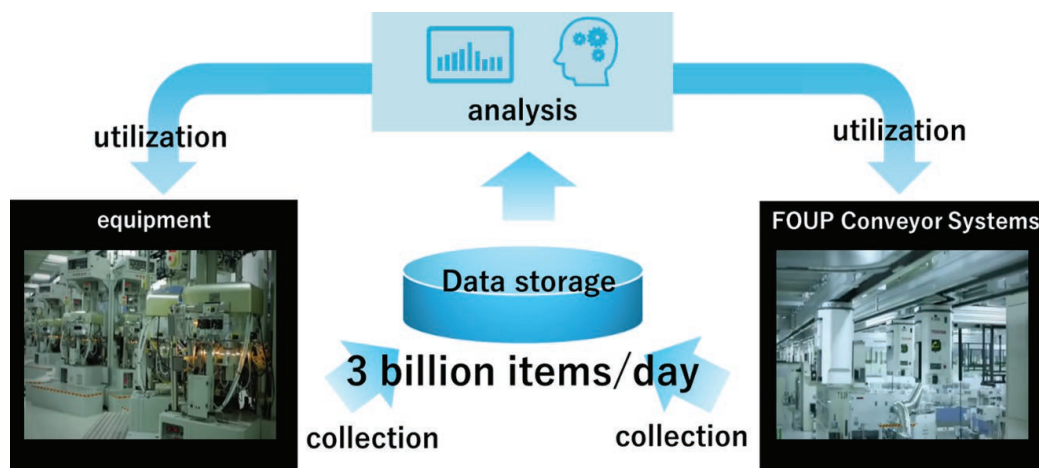 analysis
utilization
utilization
equipment
FOUP Conveyor Systems
Data storage
3 billion items/day
collection
collection